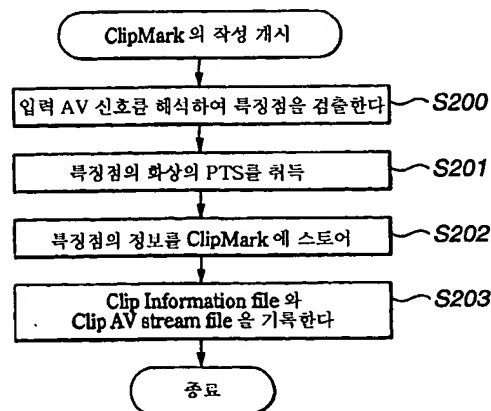 ClipMark 의 작성 개시
입력 AV 신호를 해석하여 특징점을 검출한다
S200
특징점의 화상의 PTS를 취득
S201
특징점의 정보를 ClipMark 에 스토어
S202
Clip Information file 와
Clip AV stream file 을 기록한다
S203
종료